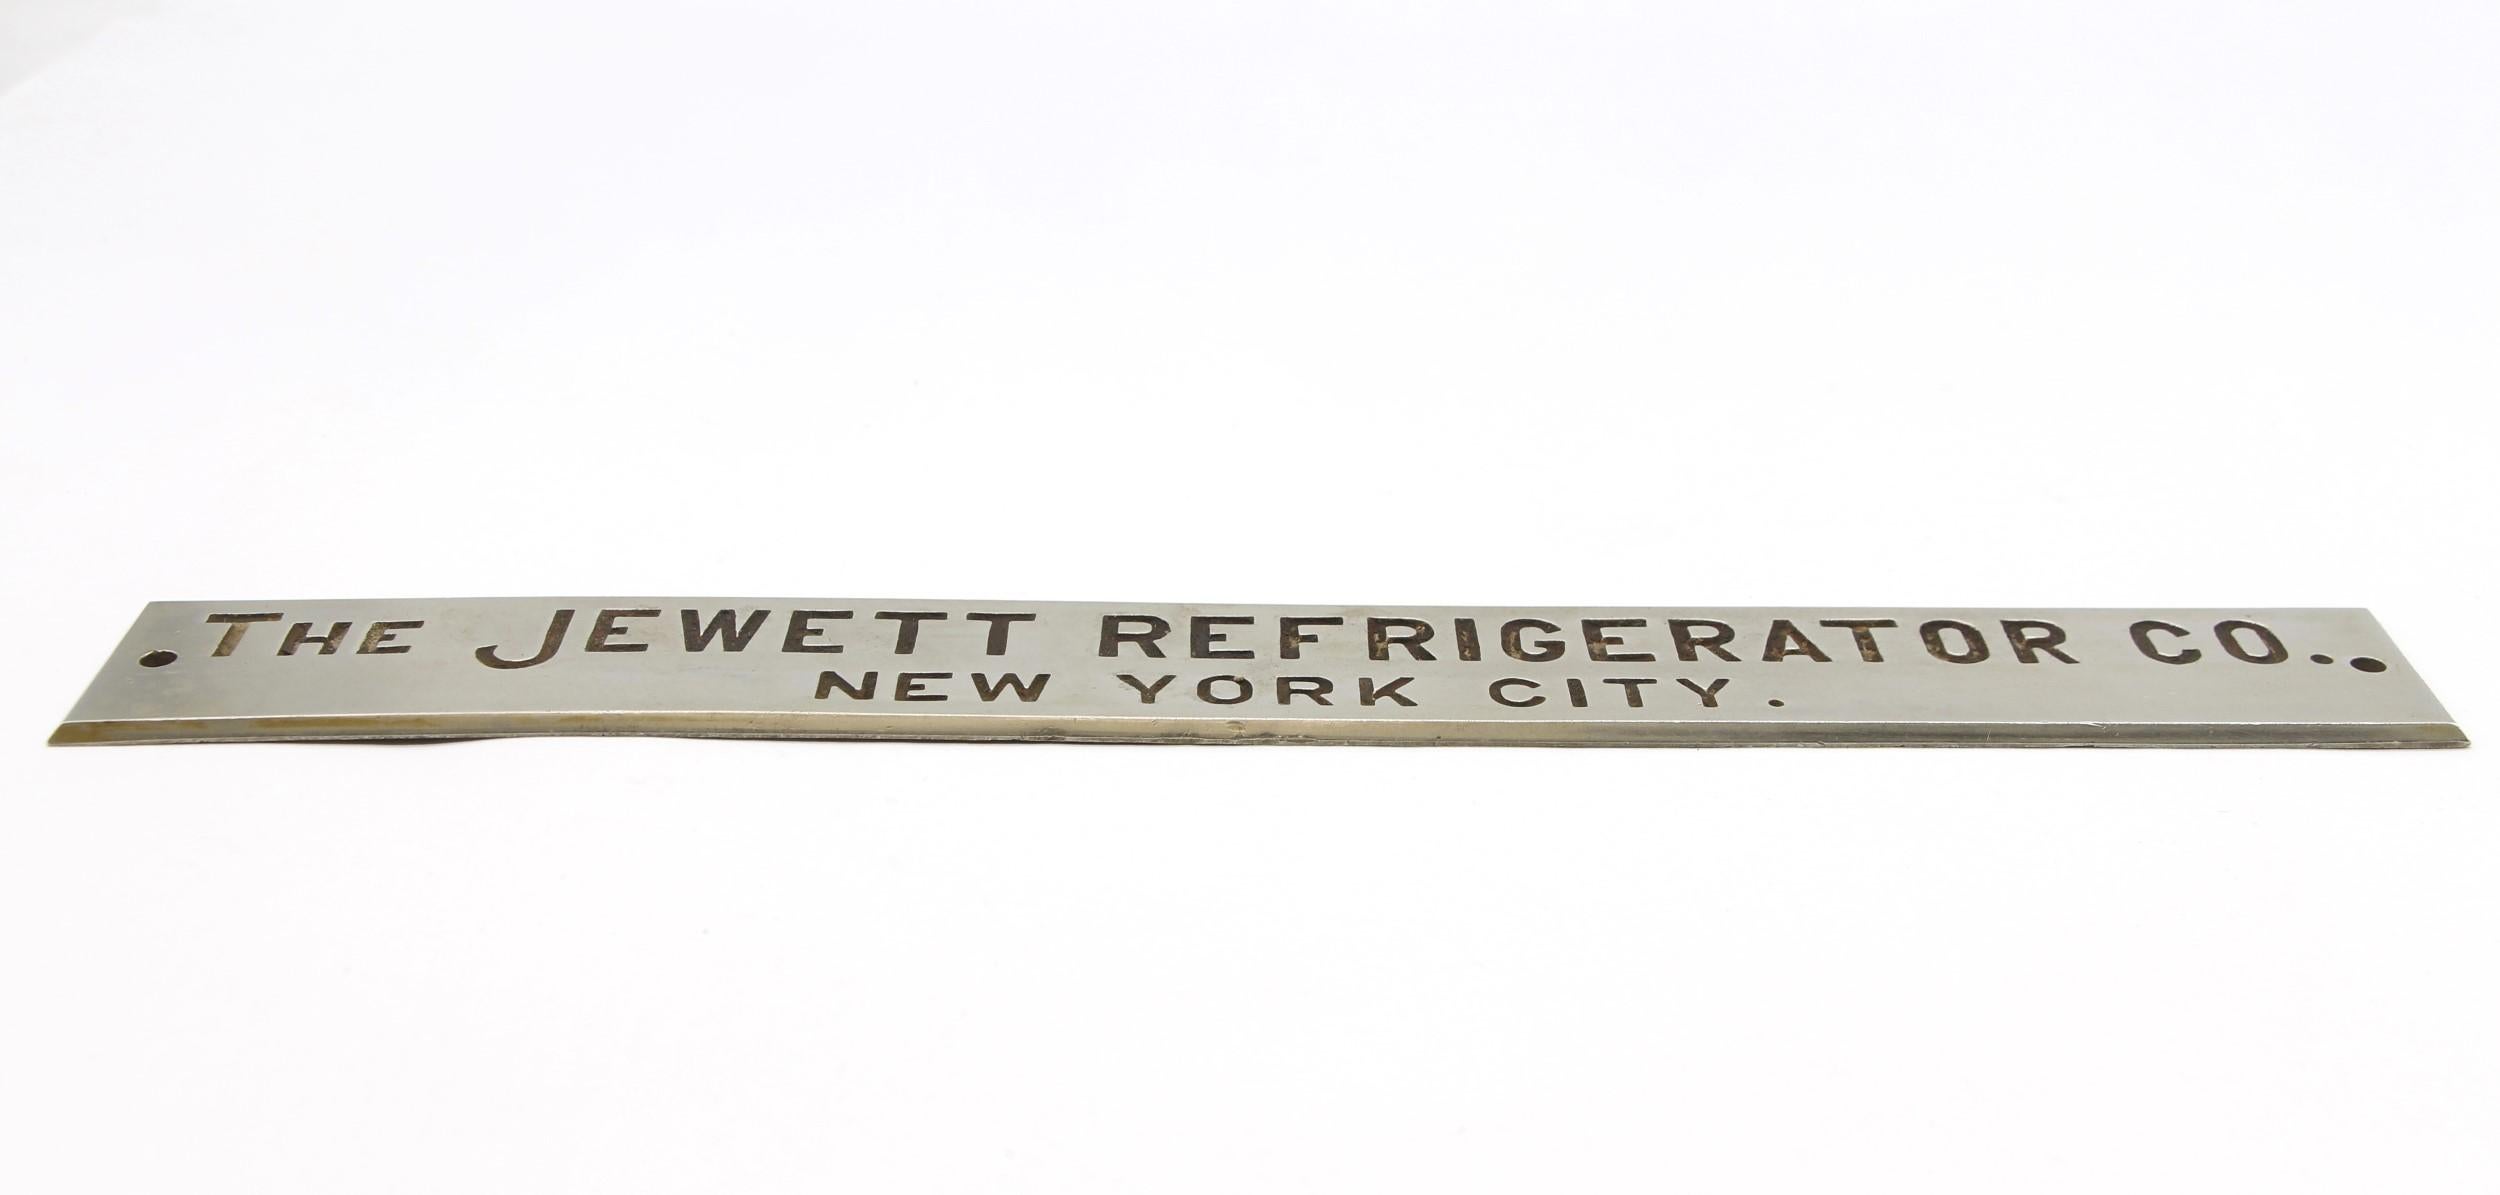 THE JEWETT REFRIGERATOR CO.
NEW YORK CITY.